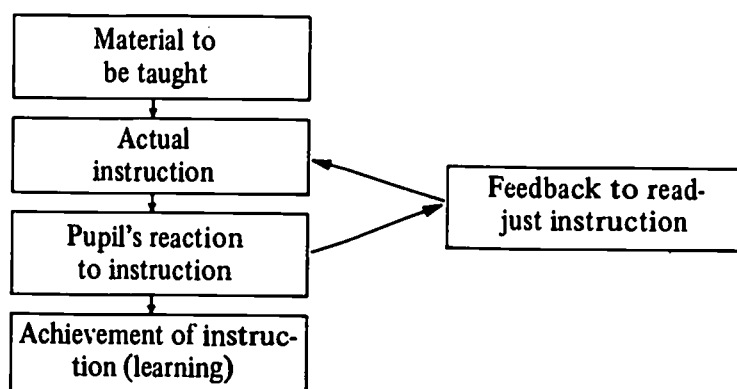 Material to
be taught
Actual
instruction
Feedback to read-
just instruction
Pupil's reaction
to instruction
Achievement of instruc-
tion (learning)